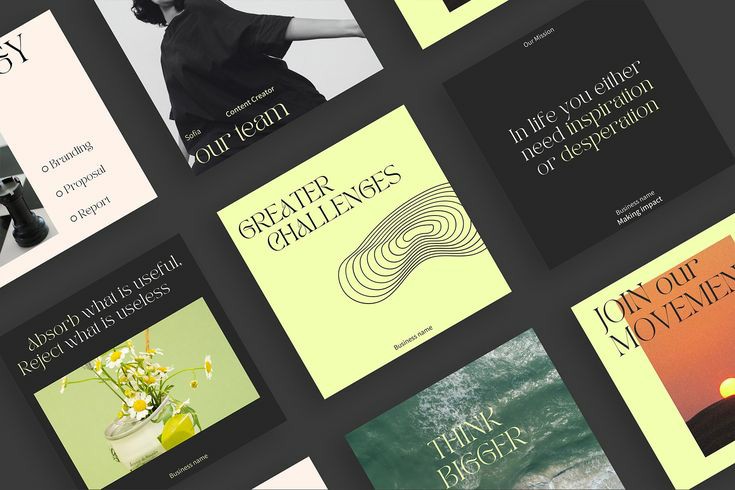 GY
Branding
Proposal
Report
Sofia
Content Creator
our team
Our Mission
In life you either
need inspiration
or desperation
Business name
Making impact
GREATER
CHALLENGES
Business name
Absorb what is useful.
Reject what is useless
Business name
THINK
BIGGER
JOIN our
MOVEMEN